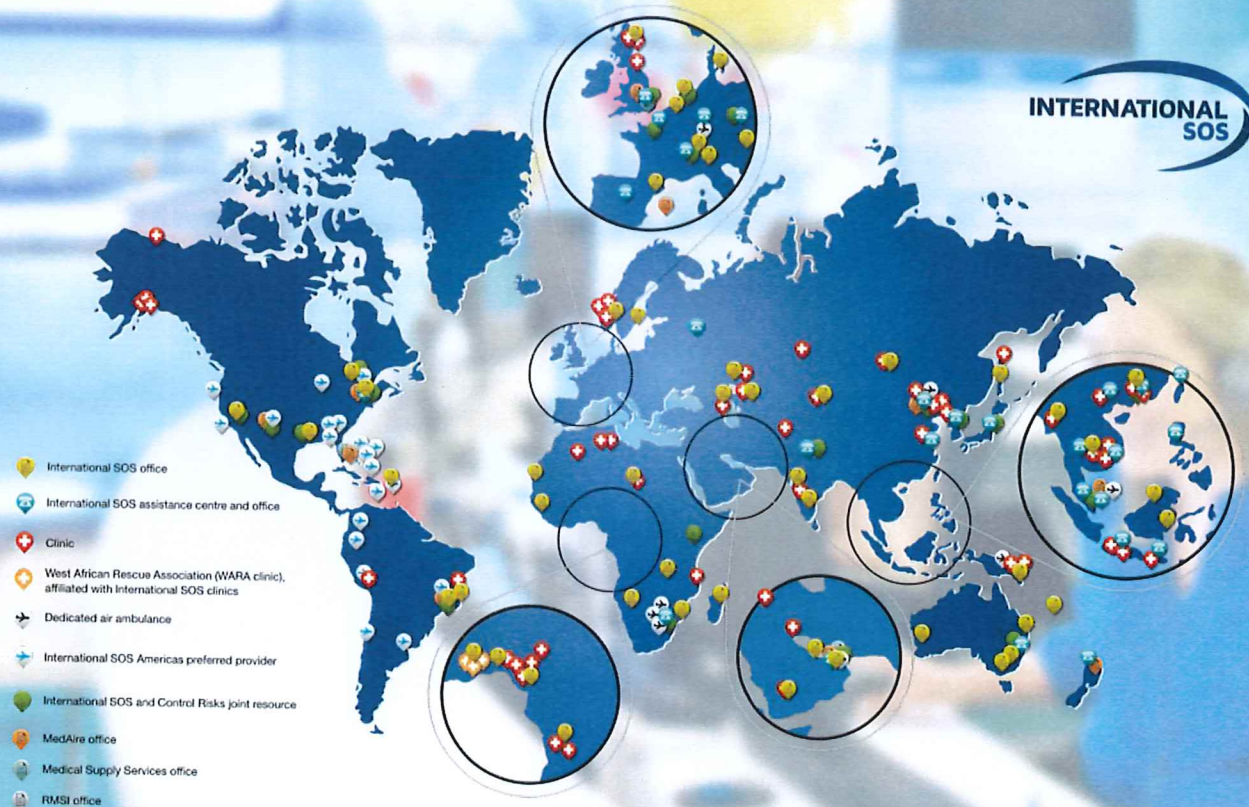 INTERNATIONAL
SOS
International SOS office
International SOS assistance centre and office
Clinic
West African Rescue Association (WARA clinic),
affiliated with International SOS clinics
Dedicated air ambulance
International SOS Americas preferred provider
International SOS and Control Risks joint resource
MedAire office
Medical Supply Services office
RMSI office